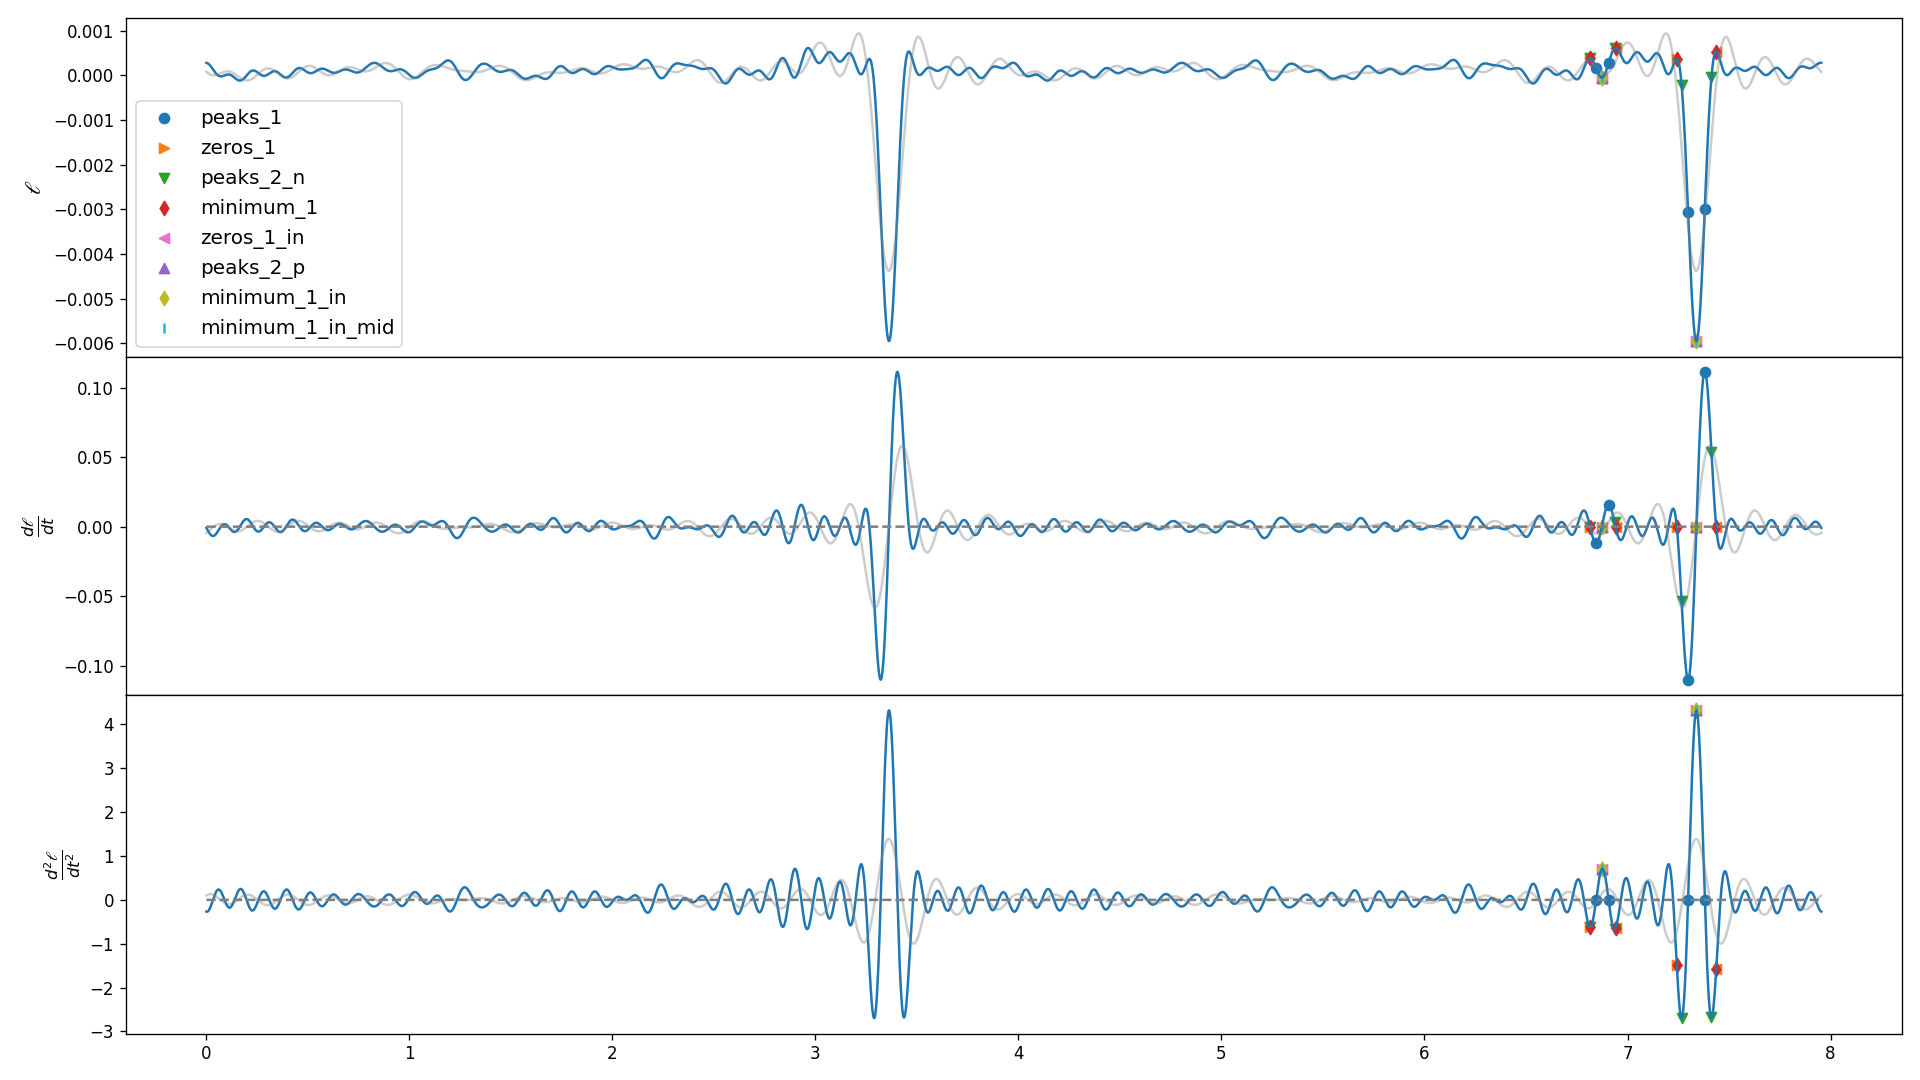 0.001
0.000
−0.001
−0.002
−0.003
−0.004
−0.005
−0.006
ℓ
peaks_1
zeros_1
peaks_2_n
minimum_1
zeros_1_in
peaks_2_p
minimum_1_in
minimum_1_in_mid
0.10
0.05
0.00
−0.05
−0.10
dℓ
dt
4
3
2
1
0
−1
−2
−3
d²ℓ
dt²
0 1 2 3 4 5 6 7 8